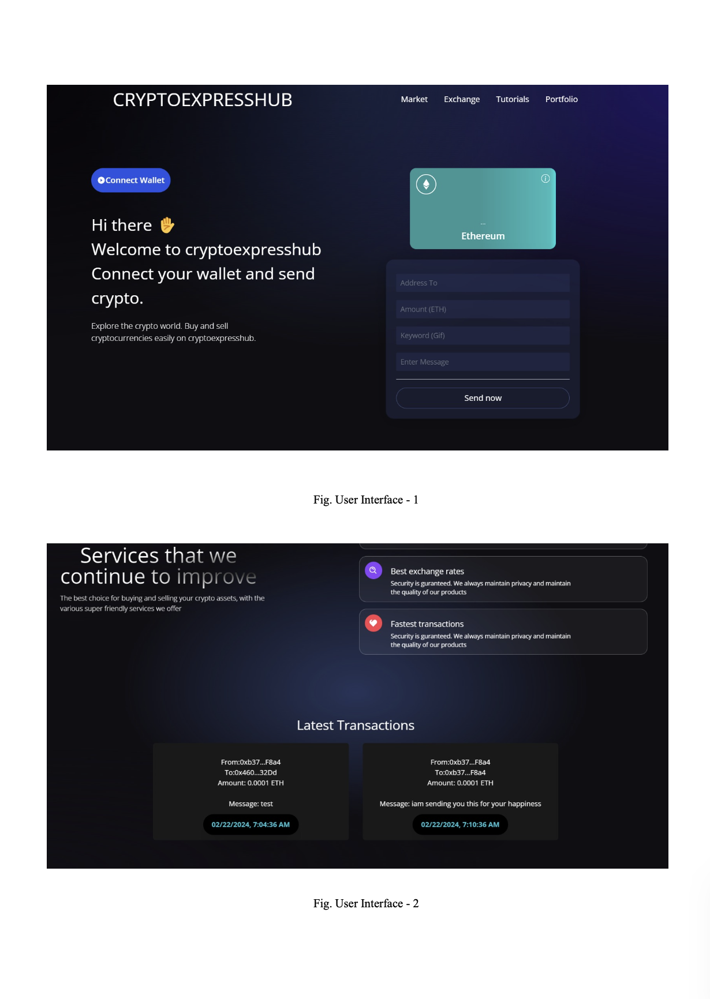 CRYPTOEXPRESSHUB
Market Exchange Tutorials Portfolio
Connect Wallet
Hi there ✋
Welcome to cryptoexpresshub
Connect your wallet and send
crypto.
Explore the crypto world. Buy and sell
cryptocurrencies easily on cryptoexpresshub.
...
Ethereum
Address To
Amount (ETH)
Keyword (Gif)
Enter Message
Send now
Fig. User Interface - 1
Services that we
continue to improve
The best choice for buying and selling your crypto assets, with the
various super friendly services we offer
Best exchange rates
Security is guranteed. We always maintain privacy and maintain
the quality of our products
Fastest transactions
Security is guranteed. We always maintain privacy and maintain
the quality of our products
Latest Transactions
From:0xb37...F8a4
To:0x460...32Dd
Amount: 0.0001 ETH
Message: test
02/22/2024, 7:04:36 AM
From:0xb37...F8a4
To:0xb37...F8a4
Amount: 0.0001 ETH
Message: iam sending you this for your happiness
02/22/2024, 7:10:36 AM
Fig. User Interface - 2